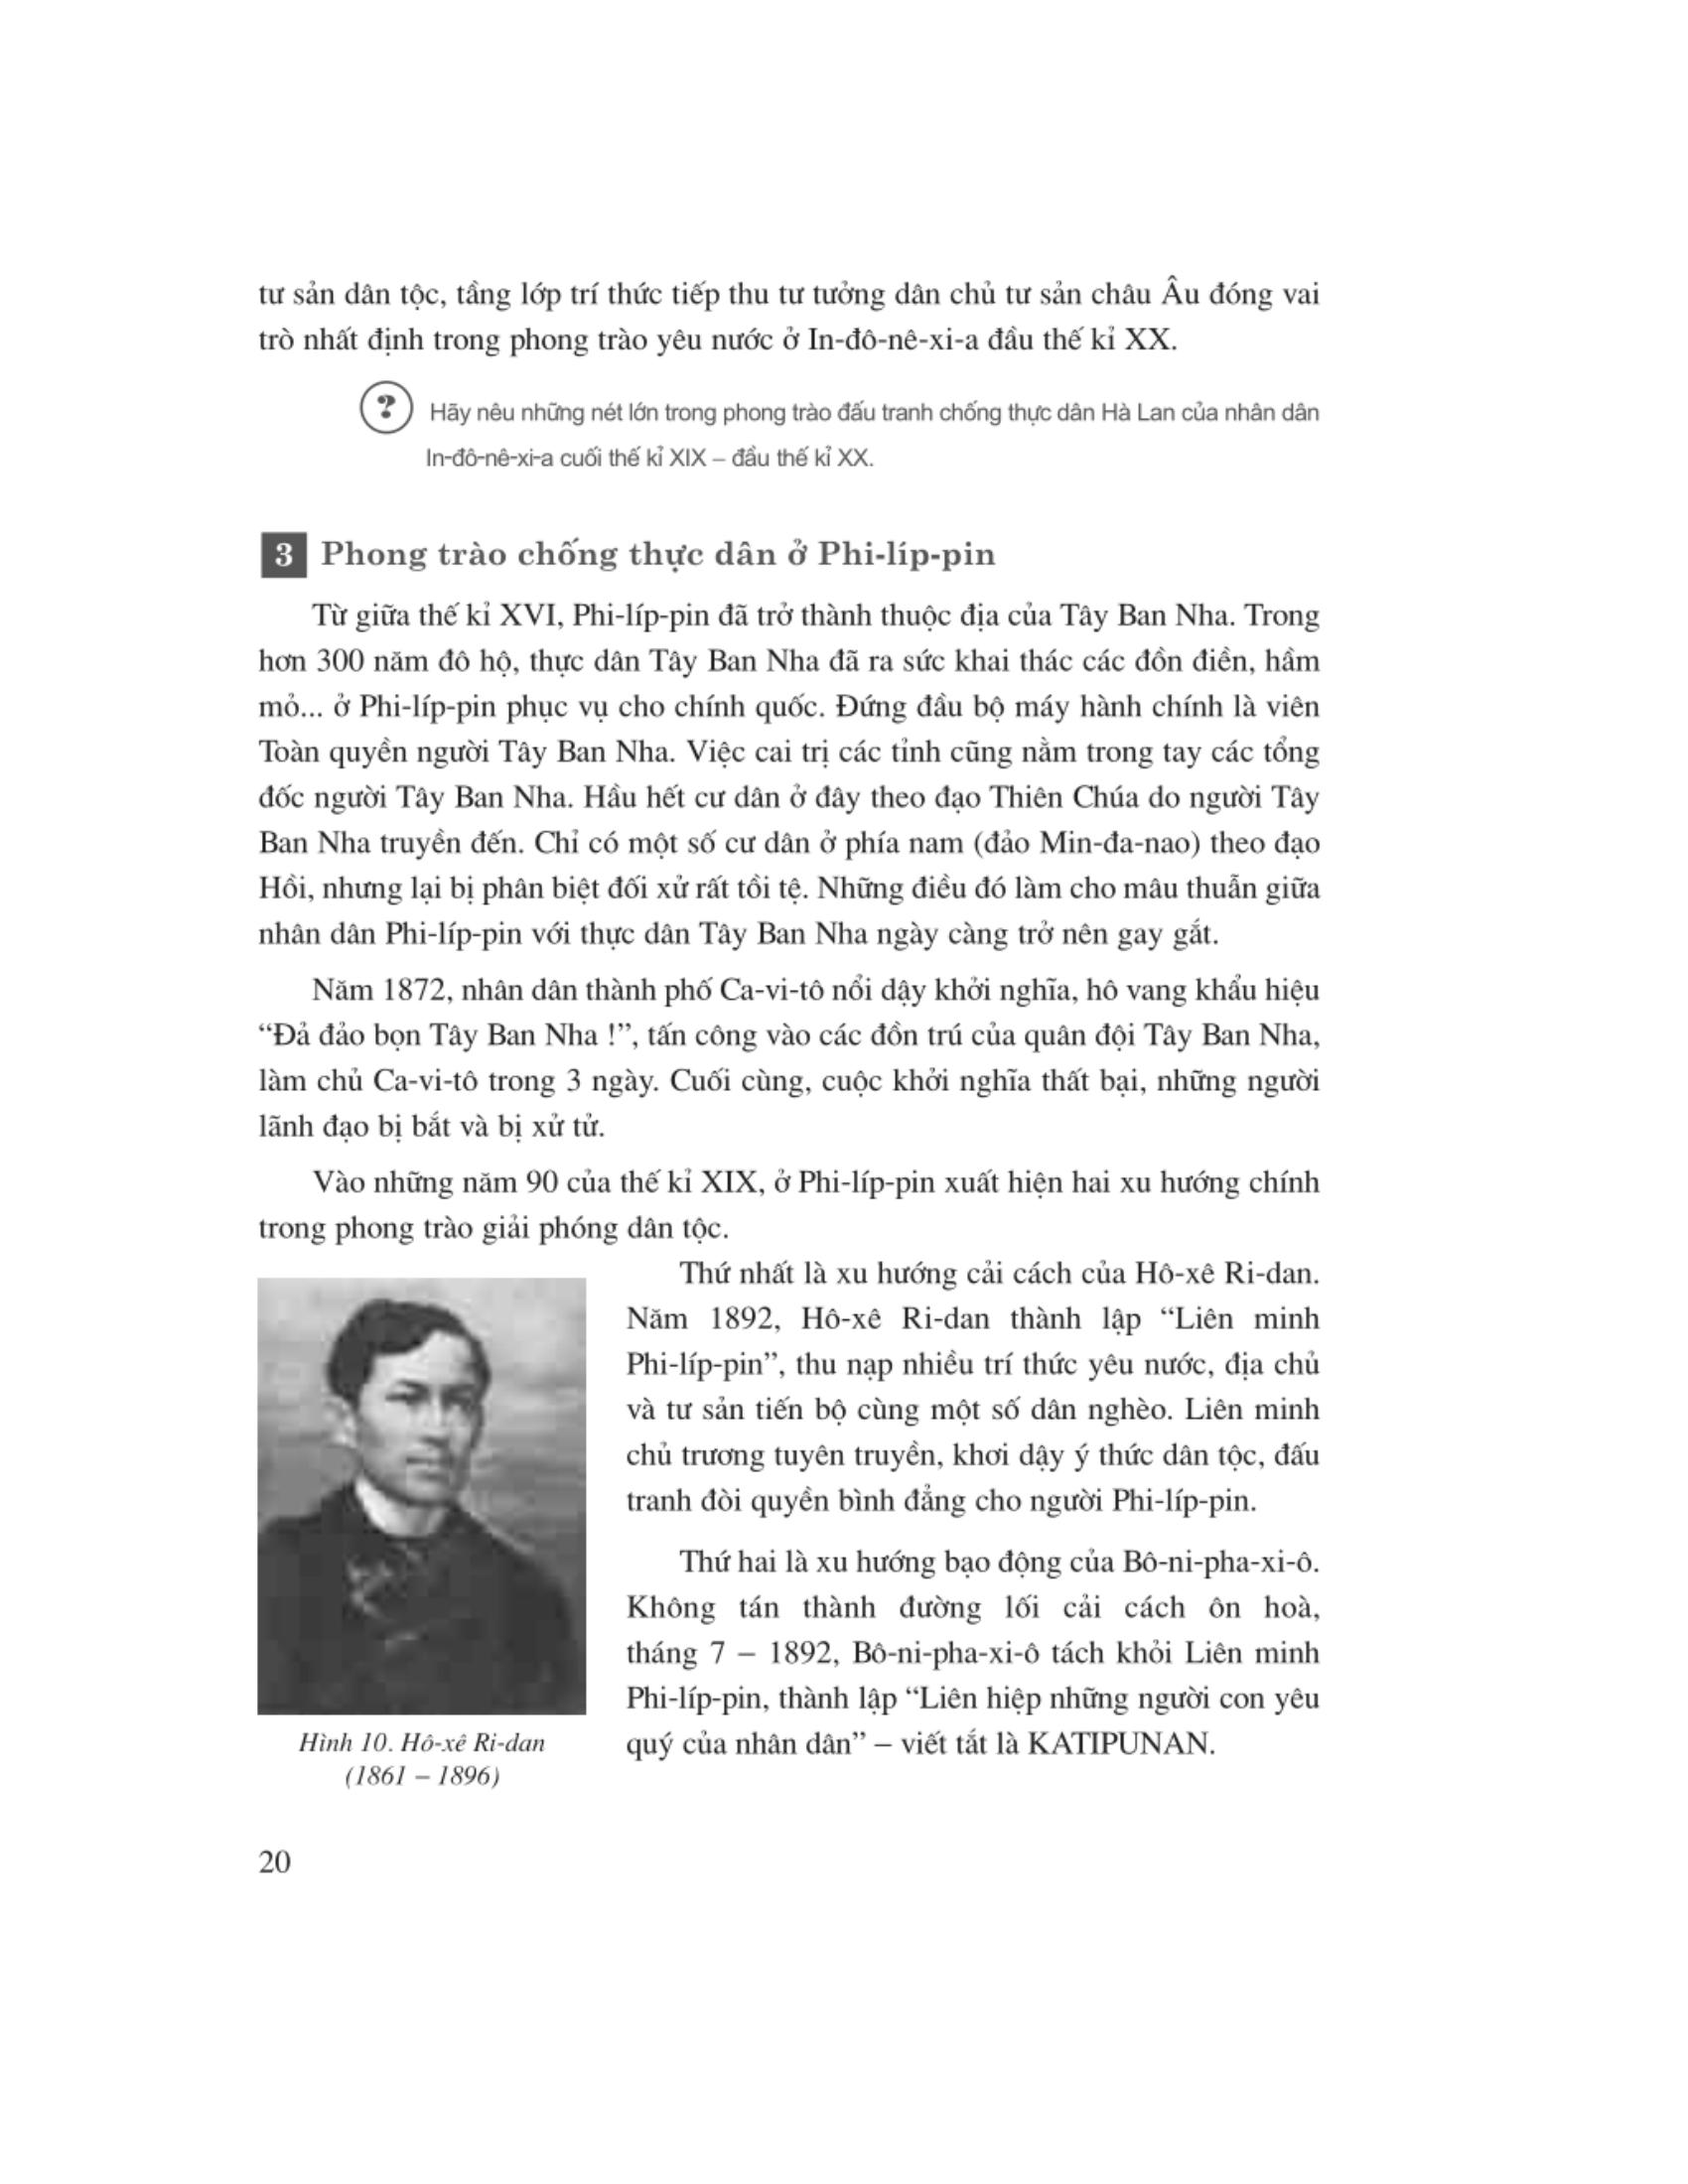 tư sản dân tộc, tầng lớp trí thức tiếp thu tư tưởng dân chủ tư sản châu Âu đóng vai
trò nhất định trong phong trào yêu nước ở In-đô-nê-xi-a đầu thế kỉ XX.
? Hãy nêu những nét lớn trong phong trào đấu tranh chống thực dân Hà Lan của nhân dân
In-đô-nê-xi-a cuối thế kỉ XIX – đầu thế kỉ XX.
3 Phong trào chống thực dân ở Phi-líp-pin
Từ giữa thế kỉ XVI, Phi-líp-pin đã trở thành thuộc địa của Tây Ban Nha. Trong
hơn 300 năm đô hộ, thực dân Tây Ban Nha đã ra sức khai thác các đồn điền, hầm
mỏ... ở Phi-líp-pin phục vụ cho chính quốc. Đứng đầu bộ máy hành chính là viên
Toàn quyền người Tây Ban Nha. Việc cai trị các tỉnh cũng nằm trong tay các tổng
đốc người Tây Ban Nha. Hầu hết cư dân ở đây theo đạo Thiên Chúa do người Tây
Ban Nha truyền đến. Chỉ có một số cư dân ở phía nam (đảo Min-đa-nao) theo đạo
Hồi, nhưng lại bị phân biệt đối xử rất tồi tệ. Những điều đó làm cho mâu thuẫn giữa
nhân dân Phi-líp-pin với thực dân Tây Ban Nha ngày càng trở nên gay gắt.
Năm 1872, nhân dân thành phố Ca-vi-tô nổi dậy khởi nghĩa, hô vang khẩu hiệu
“Đả đảo bọn Tây Ban Nha !”, tấn công vào các đồn trú của quân đội Tây Ban Nha,
làm chủ Ca-vi-tô trong 3 ngày. Cuối cùng, cuộc khởi nghĩa thất bại, những người
lãnh đạo bị bắt và bị xử tử.
Vào những năm 90 của thế kỉ XIX, ở Phi-líp-pin xuất hiện hai xu hướng chính
trong phong trào giải phóng dân tộc.
Thứ nhất là xu hướng cải cách của Hô-xê Ri-dan.
Năm 1892, Hô-xê Ri-dan thành lập “Liên minh
Phi-líp-pin”, thu nạp nhiều trí thức yêu nước, địa chủ
và tư sản tiến bộ cùng một số dân nghèo. Liên minh
chủ trương tuyên truyền, khơi dậy ý thức dân tộc, đấu
tranh đòi quyền bình đẳng cho người Phi-líp-pin.
Thứ hai là xu hướng bạo động của Bô-ni-pha-xi-ô.
Không tán thành đường lối cải cách ôn hoà,
tháng 7 – 1892, Bô-ni-pha-xi-ô tách khỏi Liên minh
Phi-líp-pin, thành lập “Liên hiệp những người con yêu
quý của nhân dân” – viết tắt là KATIPUNAN.
Hình 10. Hô-xê Ri-dan
(1861 – 1896)
20